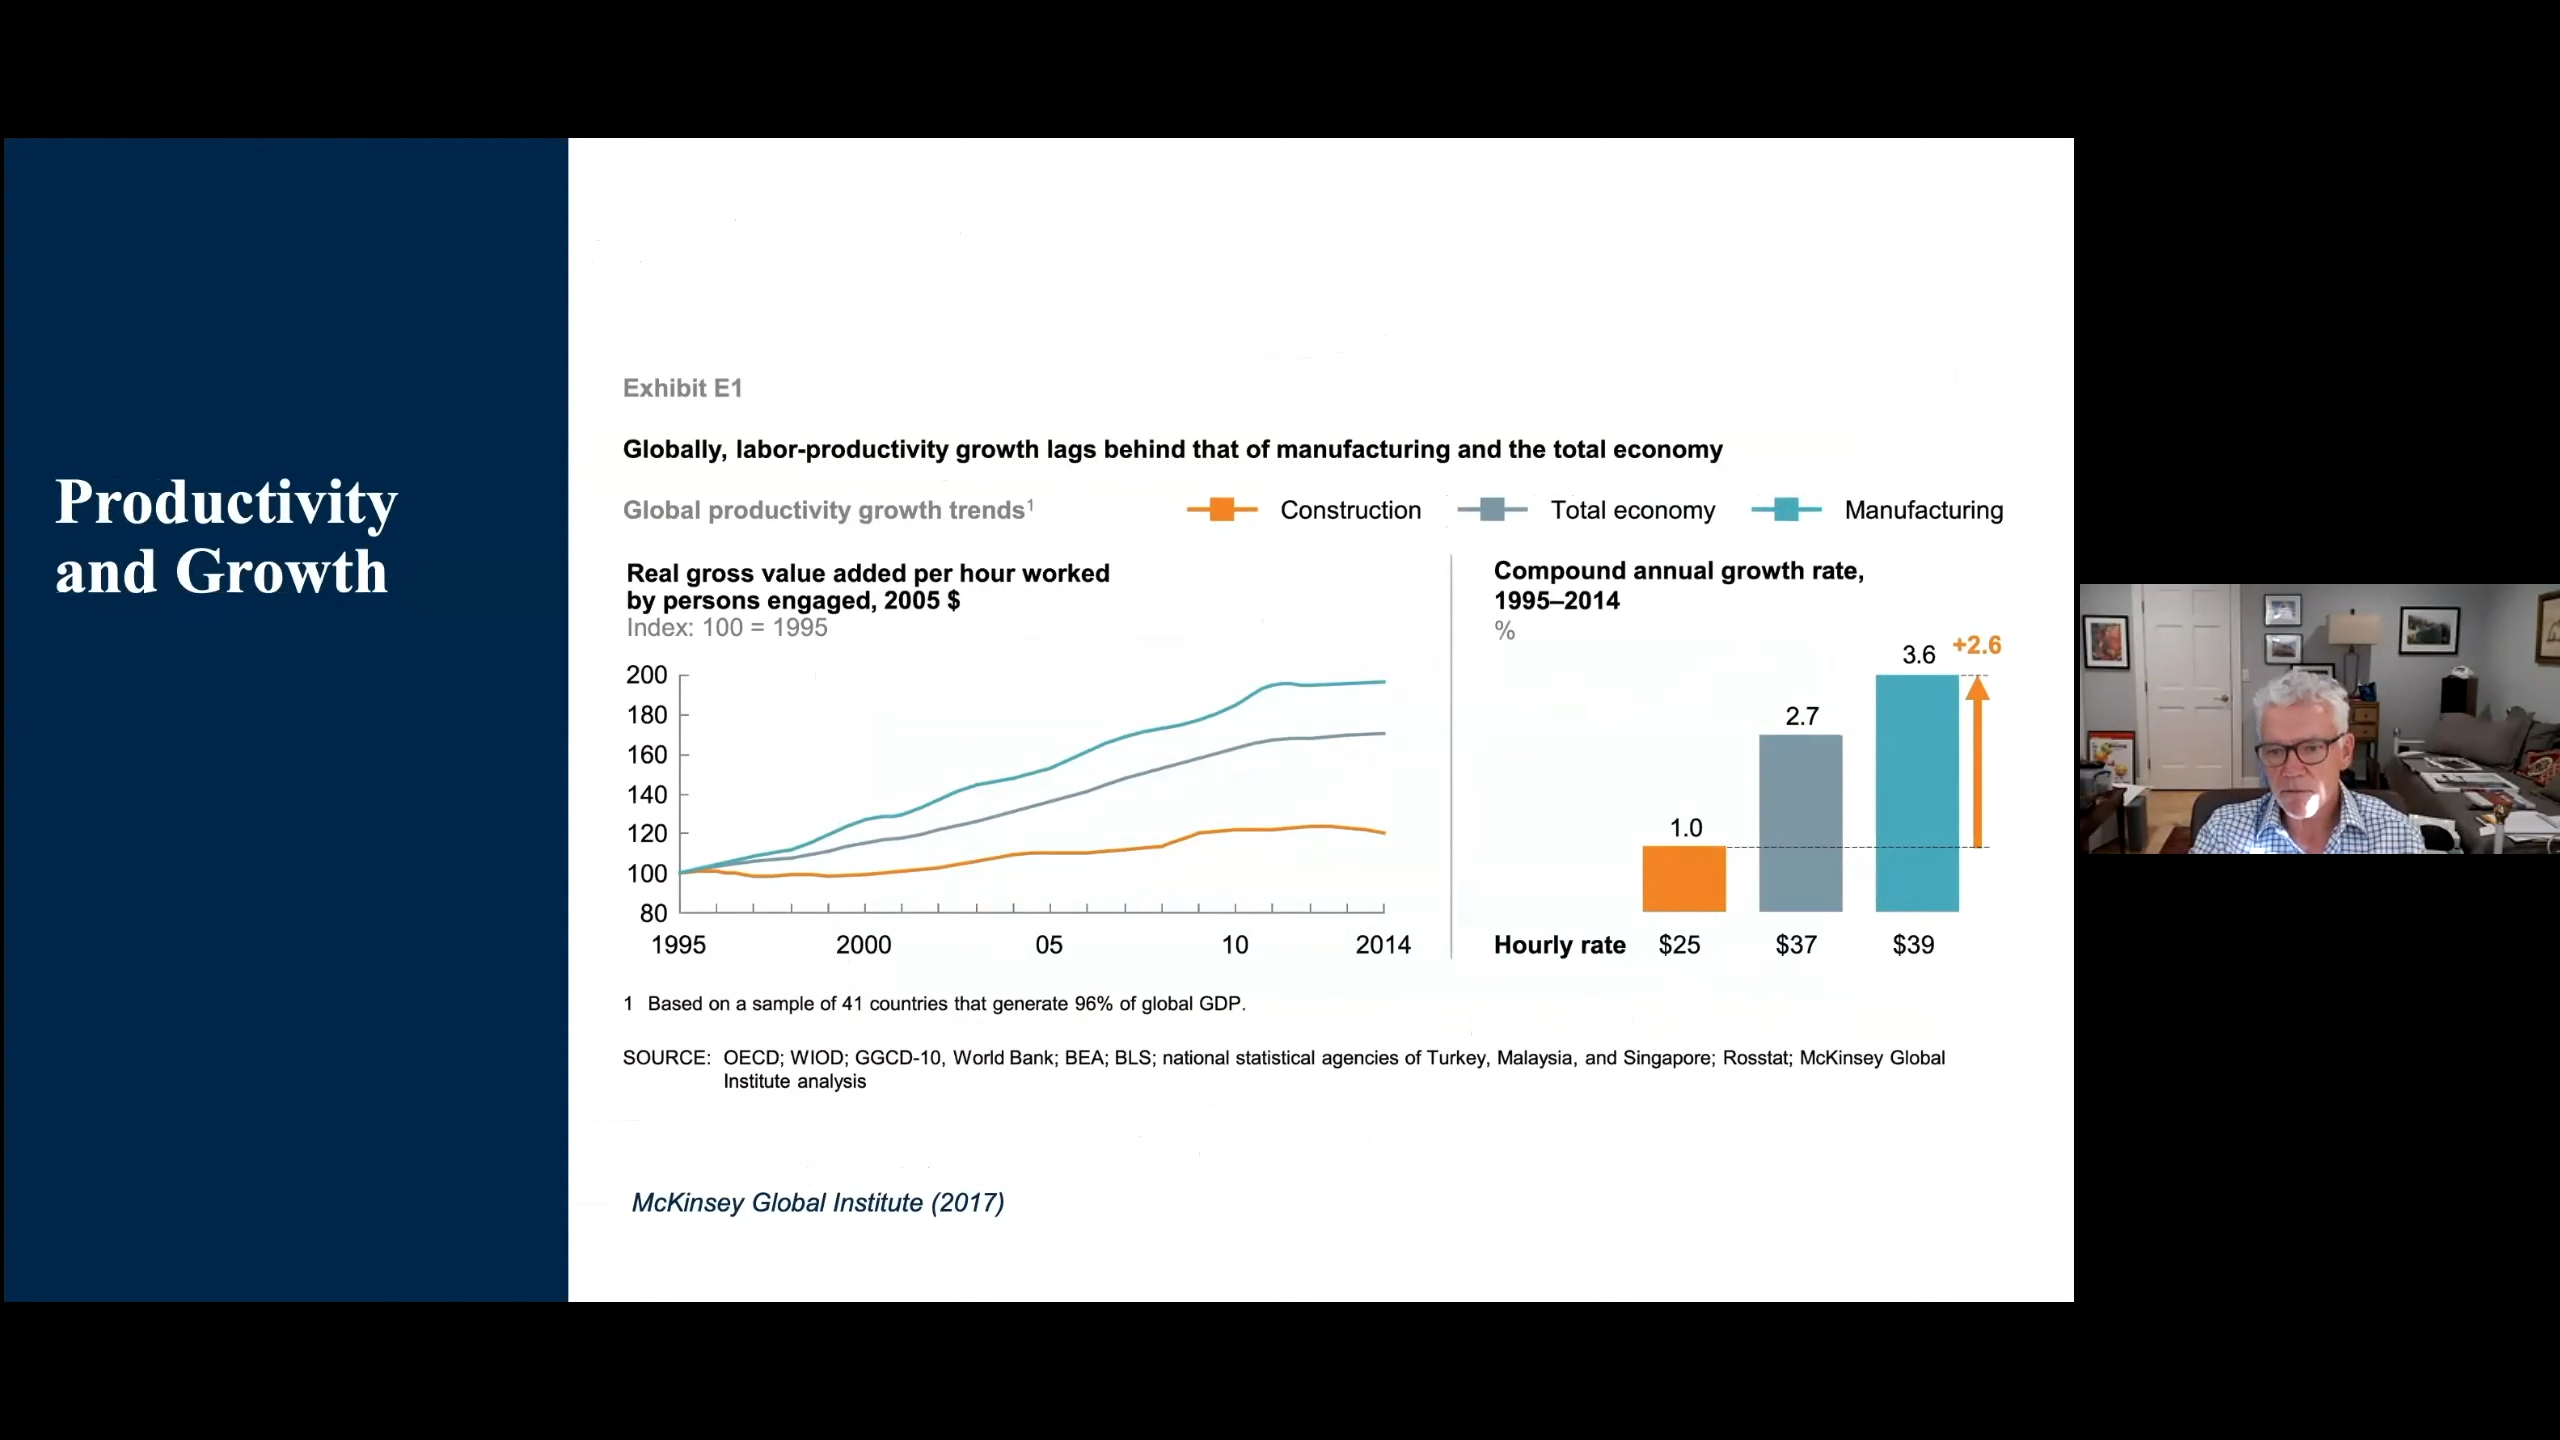 Productivity
and Growth
Exhibit E1
Globally, labor-productivity growth lags behind that of manufacturing and the total economy
Global productivity growth trends¹
Construction
Total economy
Manufacturing
Real gross value added per hour worked
by persons engaged, 2005 $
Index: 100 = 1995
200
180
160
140
120
100
80
1995 2000 05 10 2014
Compound annual growth rate,
1995–2014
%
1.0
2.7
3.6
+2.6
Hourly rate $25 $37 $39
1 Based on a sample of 41 countries that generate 96% of global GDP.
SOURCE: OECD; WIOD; GGCD-10, World Bank; BEA; BLS; national statistical agencies of Turkey, Malaysia, and Singapore; Rosstat; McKinsey Global
Institute analysis
McKinsey Global Institute (2017)